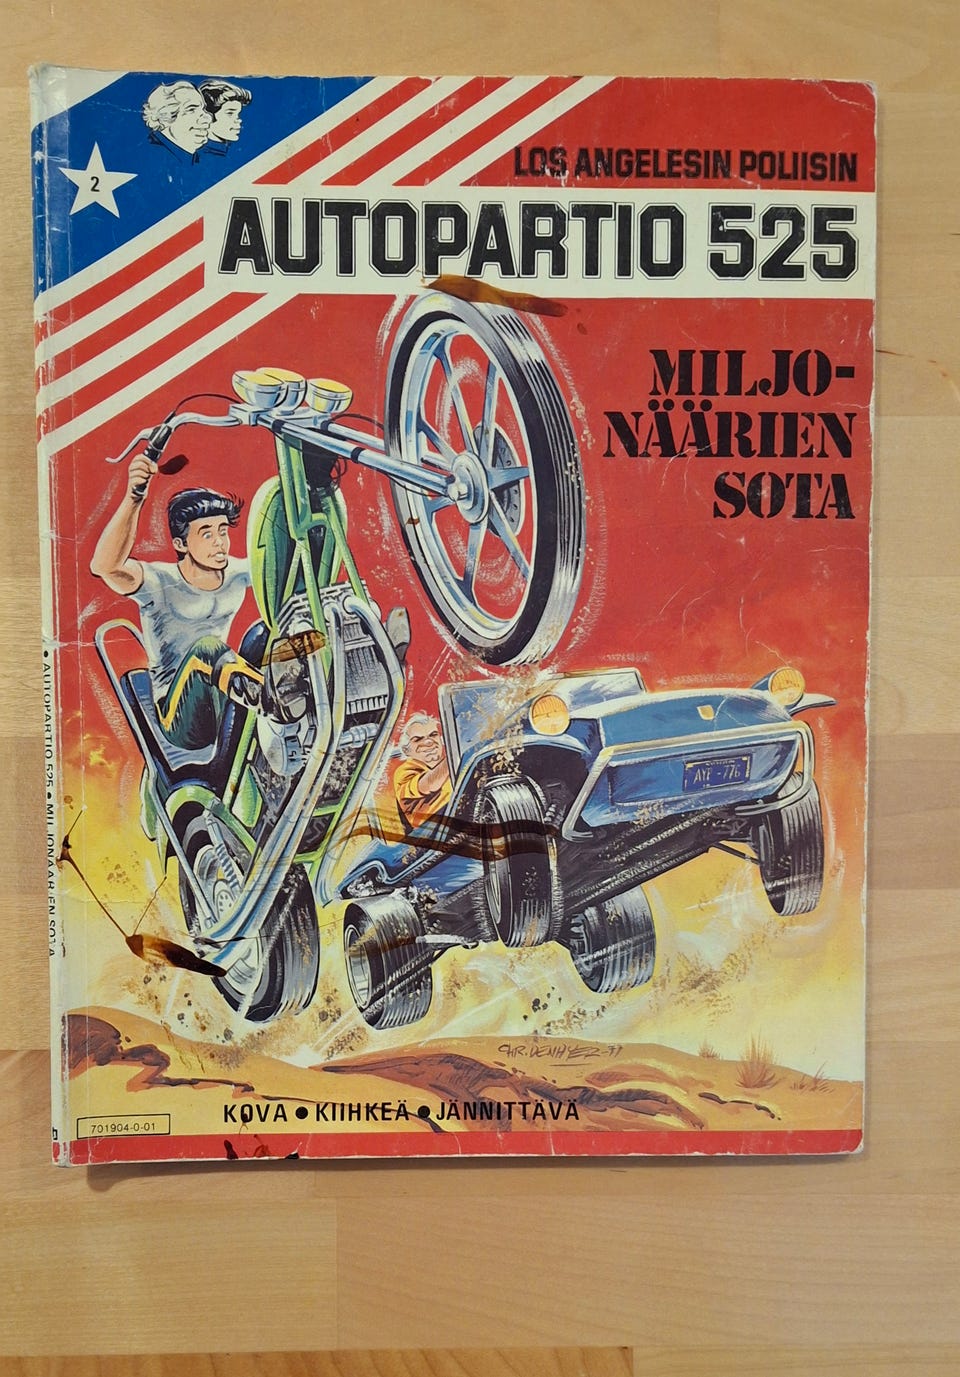 2
LOS ANGELESIN POLIISIN
AUTOPARTIO 525
MILJO-
NÄÄRIEN
SOTA
• AUTOPARTIO 525 • MILJONÄÄRIEN SOTA
AYF-776
CHR. DENAYER-77
KOVA ● KIIHKEÄ ● JÄNNITTÄVÄ
701904-0-01